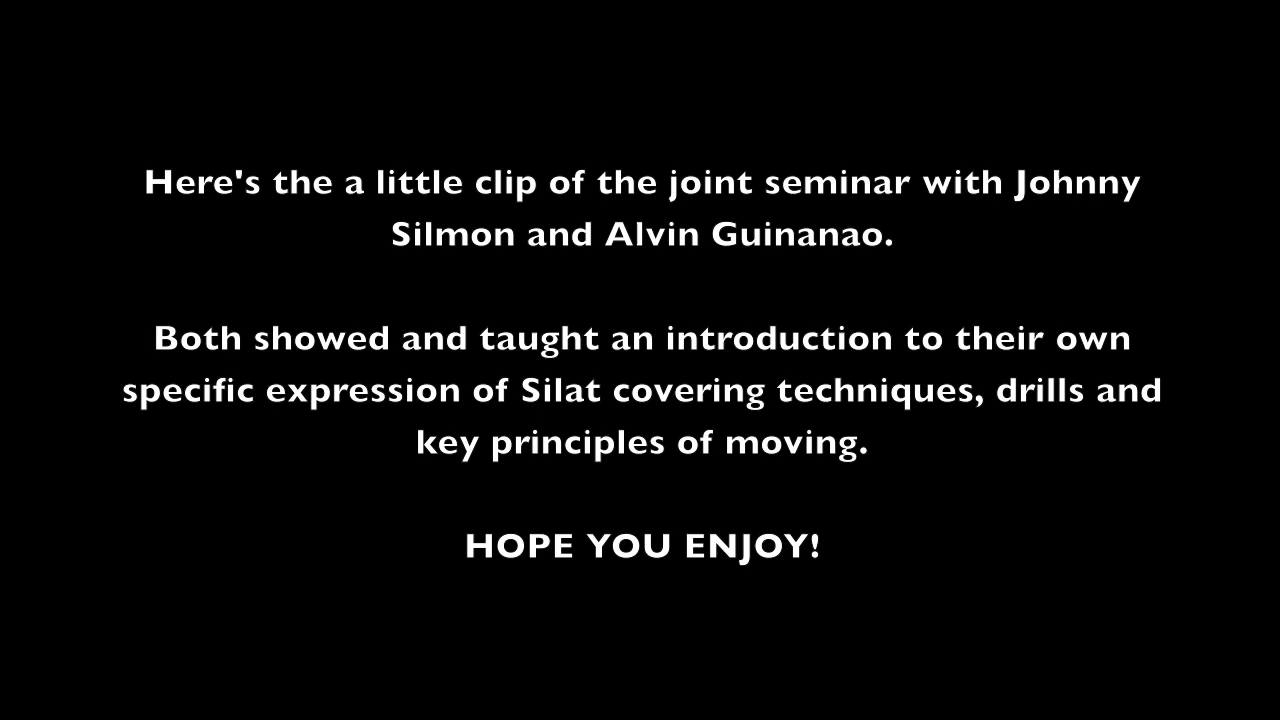 Here's the a little clip of the joint seminar with Johnny
Silmon and Alvin Guinanao.
Both showed and taught an introduction to their own
specific expression of Silat covering techniques, drills and
key principles of moving.
HOPE YOU ENJOY!